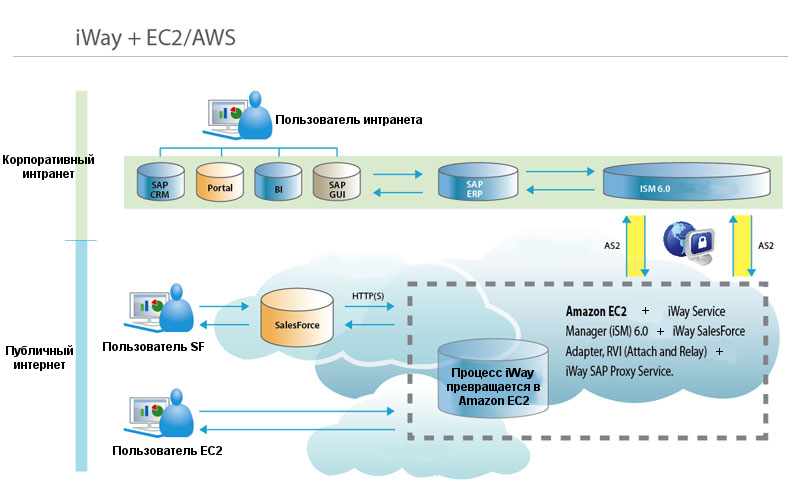 iWay + EC2/AWS
Пользователь интранета
Корпоративный
интранет
SAP
CRM
Portal
BI
SAP
GUI
SAP
ERP
ISM 6.0
AS2
AS2
HTTP(S)
SalesForce
Пользователь SF
Amazon EC2 + iWay Service
Manager (iSM) 6.0 + iWay SalesForce
Adapter, RVI (Attach and Relay) +
iWay SAP Proxy Service.
Публичный
интернет
Процесс iWay
превращается в
Amazon EC2
Пользователь EC2